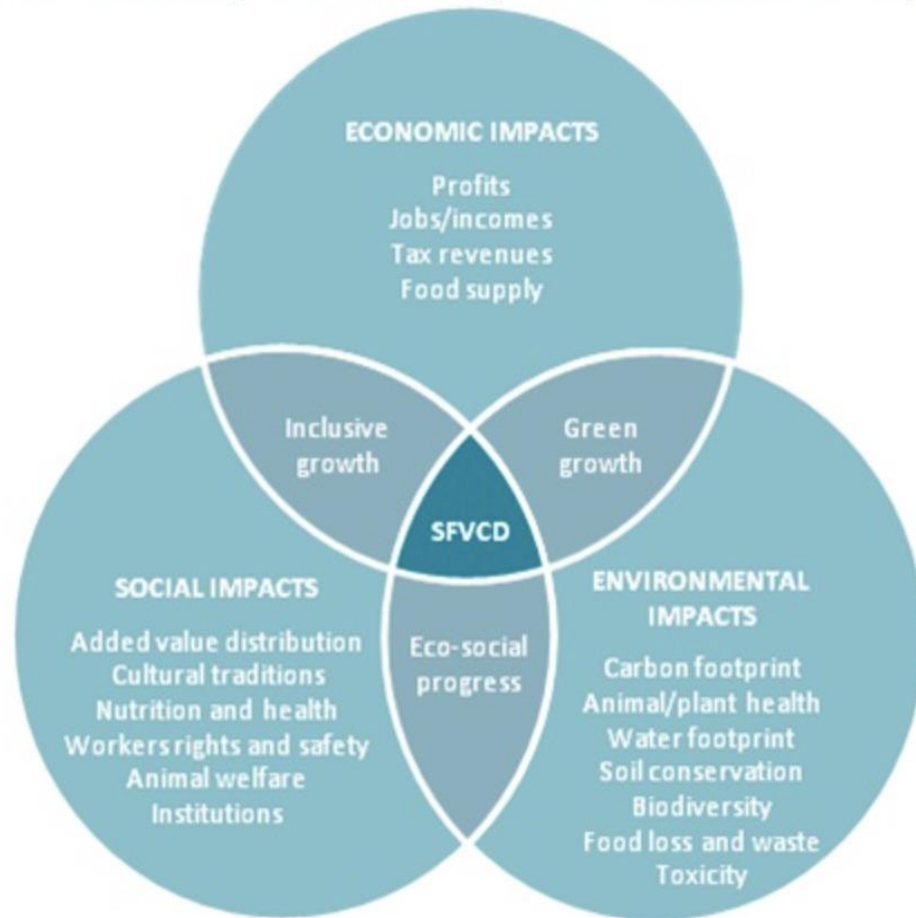 ECONOMIC IMPACTS
Profits
Jobs/incomes
Tax revenues
Food supply
Inclusive
growth
Green
growth
SFVCD
SOCIAL IMPACTS
Added value distribution
Cultural traditions
Nutrition and health
Workers rights and safety
Animal welfare
Institutions
Eco-social
progress
ENVIRONMENTAL
IMPACTS
Carbon footprint
Animal/plant health
Water footprint
Soil conservation
Biodiversity
Food loss and waste
Toxicity